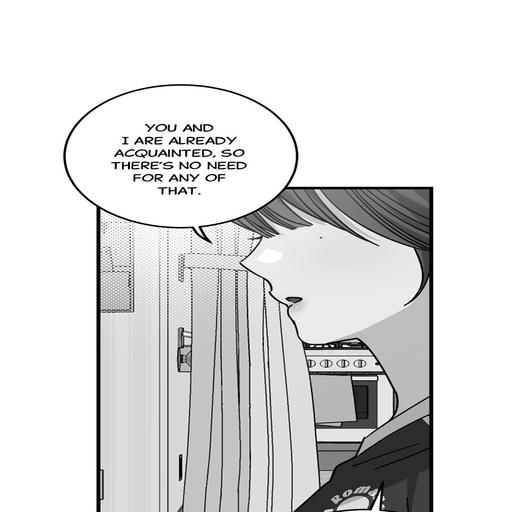 YOU AND
I ARE ALREADY
ACQUAINTED, SO
THERE'S NO NEED
FOR ANY OF
THAT.